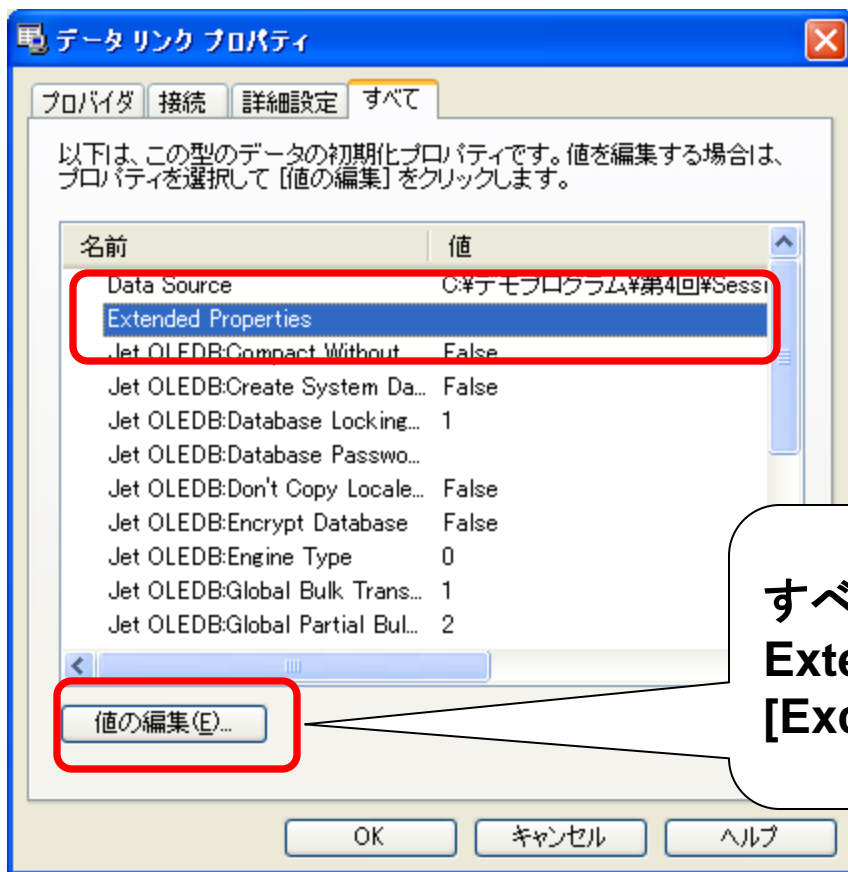 データ リンク プロパティ
プロバイダ 接続 詳細設定 すべて
以下は、この型のデータの初期化プロパティです。値を編集する場合は、
プロパティを選択して [値の編集] をクリックします。
名前 値
Data Source C:¥デモプログラム¥第4回¥Sessi
Extended Properties
Jet OLEDB:Compact Without... False
Jet OLEDB:Create System Da... False
Jet OLEDB:Database Locking... 1
Jet OLEDB:Database Passwo...
Jet OLEDB:Don't Copy Locale... False
Jet OLEDB:Encrypt Database False
Jet OLEDB:Engine Type 0
Jet OLEDB:Global Bulk Trans... 1
Jet OLEDB:Global Partial Bul... 2
値の編集(E)...
すべ
Exte
[Exc
OK キャンセル ヘルプ